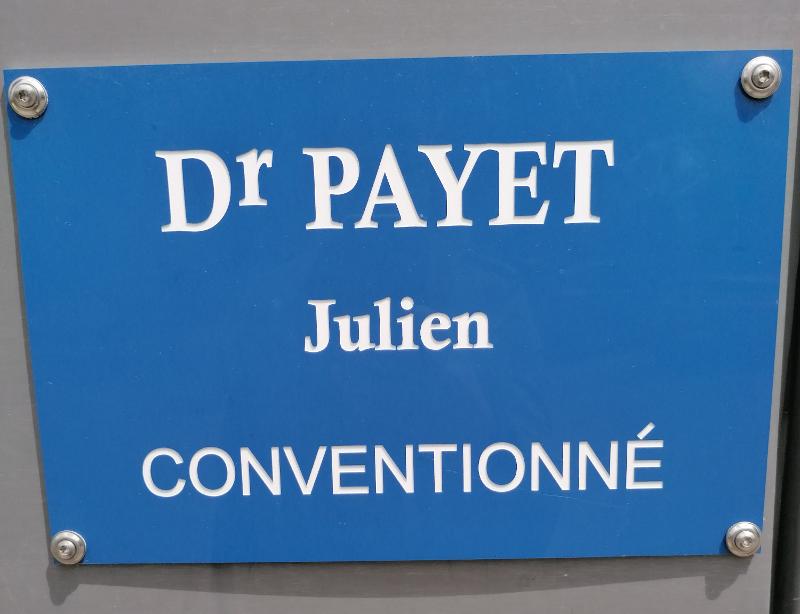 Dr PAYET
Julien
CONVENTIONNÉ